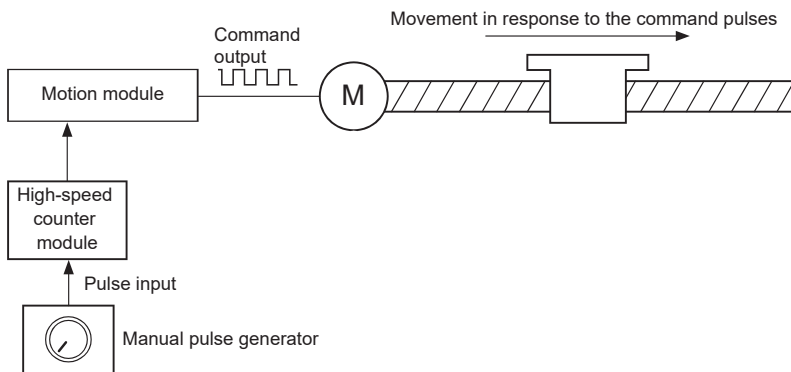 Movement in response to the command pulses
Command
output
Motion module
M
High-speed
counter
module
Pulse input
Manual pulse generator